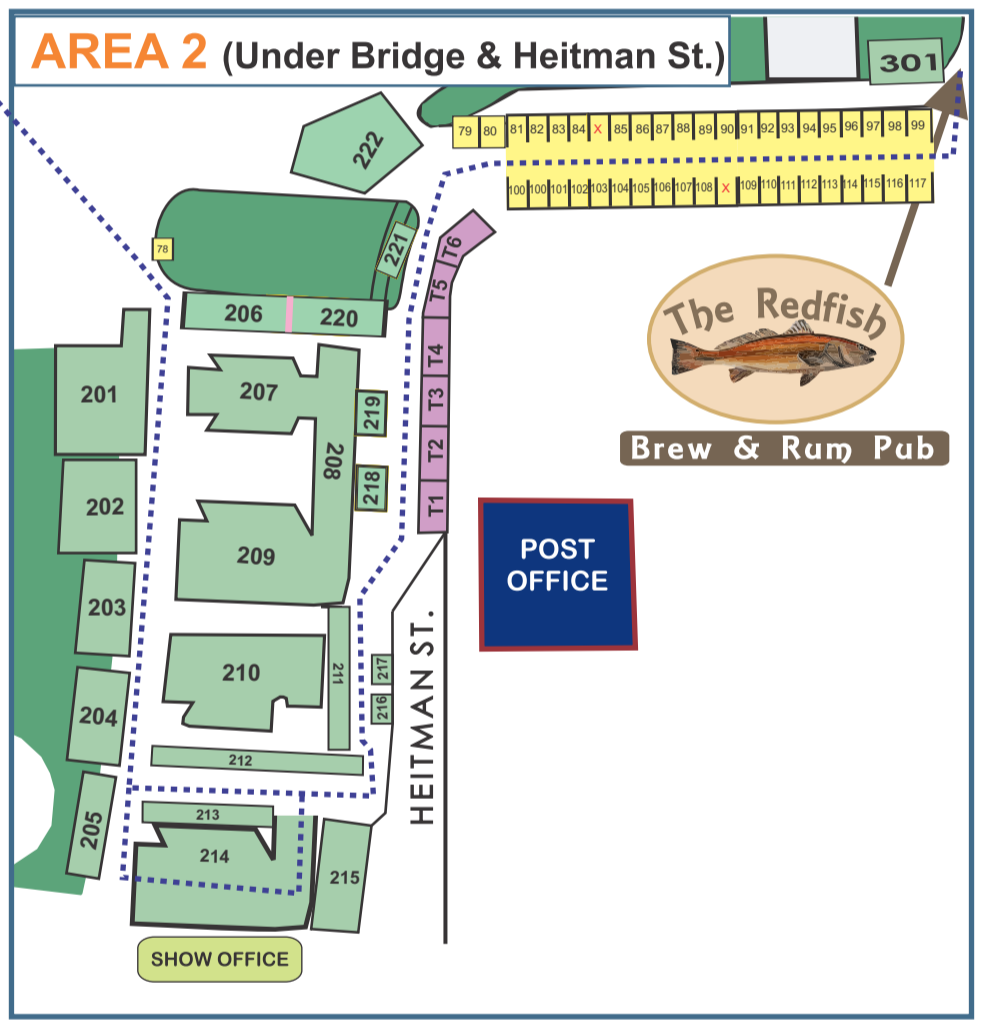 AREA 2 (Under Bridge & Heitman St.)
301
222
79 80 81 82 83 84 X 85 86 87 88 89 90 91 92 93 94 95 96 97 98 99
100 100 101 102 103 104 105 106 107 108 X 109 110 111 112 113 114 115 116 117
78
221
T6
T5
206 220
The Redfish
Brew & Rum Pub
T4
201
207
219
T3
208
T2
218
202
T1
209
POST
OFFICE
203
HEITMAN ST.
210
211
217
204
216
212
205
213
214
215
SHOW OFFICE